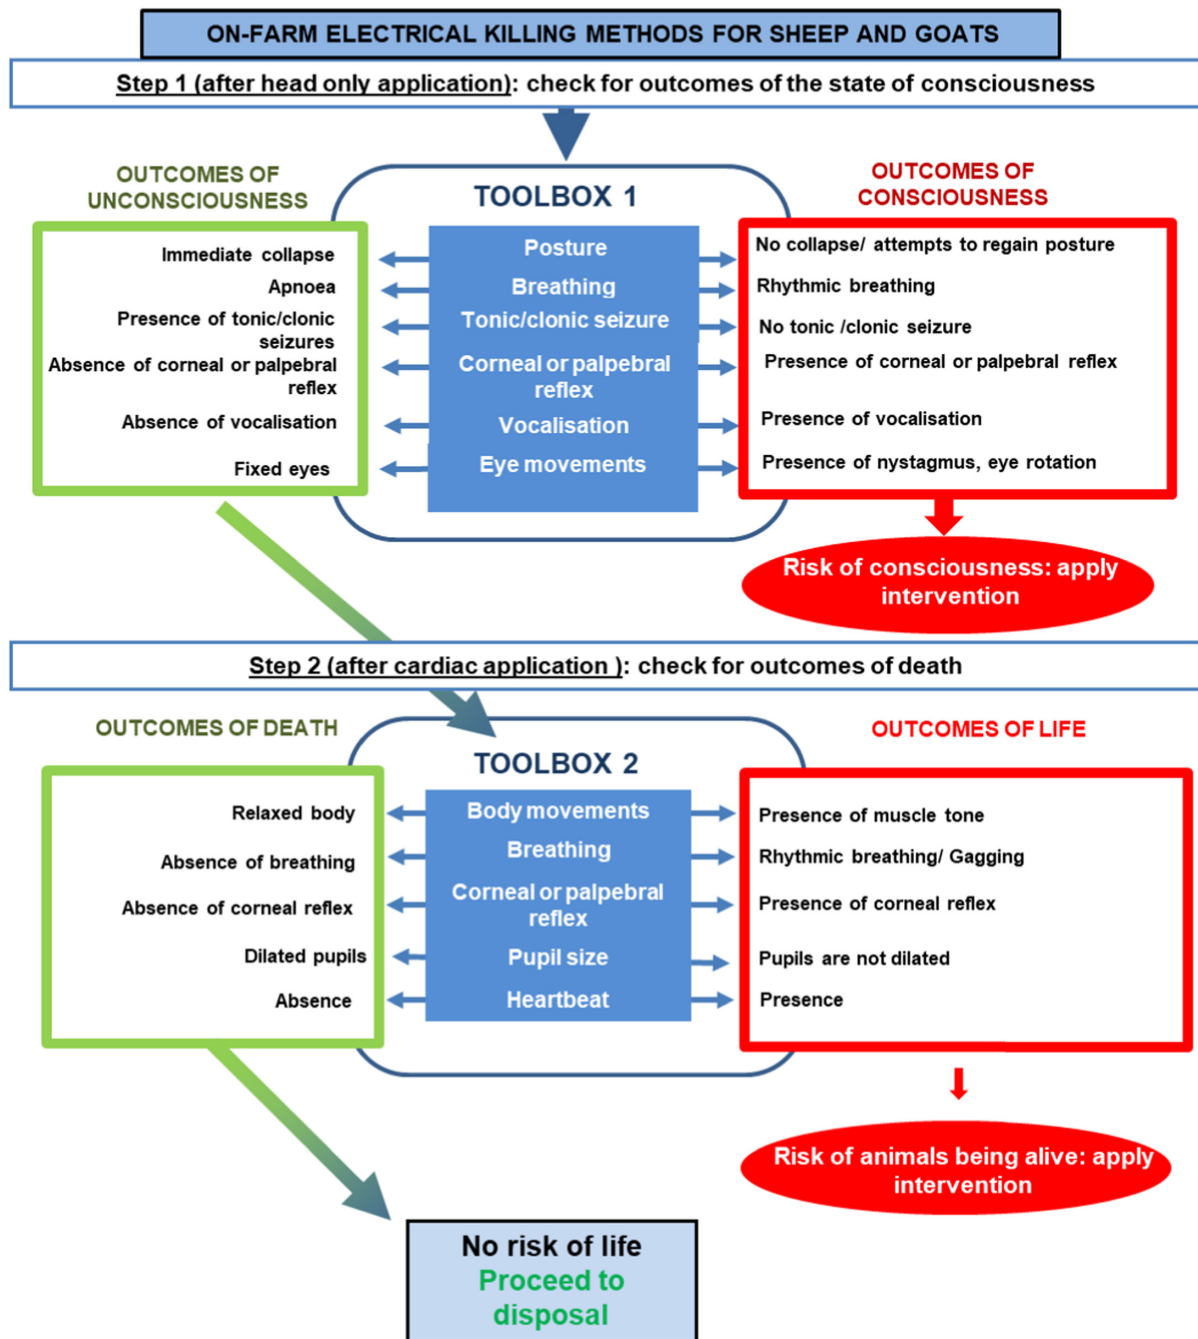 ON-FARM ELECTRICAL KILLING METHODS FOR SHEEP AND GOATS
Step 1 (after head only application): check for outcomes of the state of consciousness
OUTCOMES OF
UNCONSCIOUSNESS
TOOLBOX 1
OUTCOMES OF
CONSCIOUSNESS
Immediate collapse
Posture
No collapse/ attempts to regain posture
Apnoea
Breathing
Rhythmic breathing
Presence of tonic/clonic
seizures
Tonic/clonic seizure
No tonic /clonic seizure
Absence of corneal or palpebral
reflex
Corneal or palpebral
reflex
Presence of corneal or palpebral reflex
Absence of vocalisation
Vocalisation
Presence of vocalisation
Fixed eyes
Eye movements
Presence of nystagmus, eye rotation
Risk of consciousness: apply
intervention
Step 2 (after cardiac application ): check for outcomes of death
OUTCOMES OF DEATH
TOOLBOX 2
OUTCOMES OF LIFE
Relaxed body
Body movements
Presence of muscle tone
Absence of breathing
Breathing
Rhythmic breathing/ Gagging
Absence of corneal reflex
Corneal or palpebral
reflex
Presence of corneal reflex
Dilated pupils
Pupil size
Pupils are not dilated
Absence
Heartbeat
Presence
Risk of animals being alive: apply
intervention
No risk of life
Proceed to
disposal